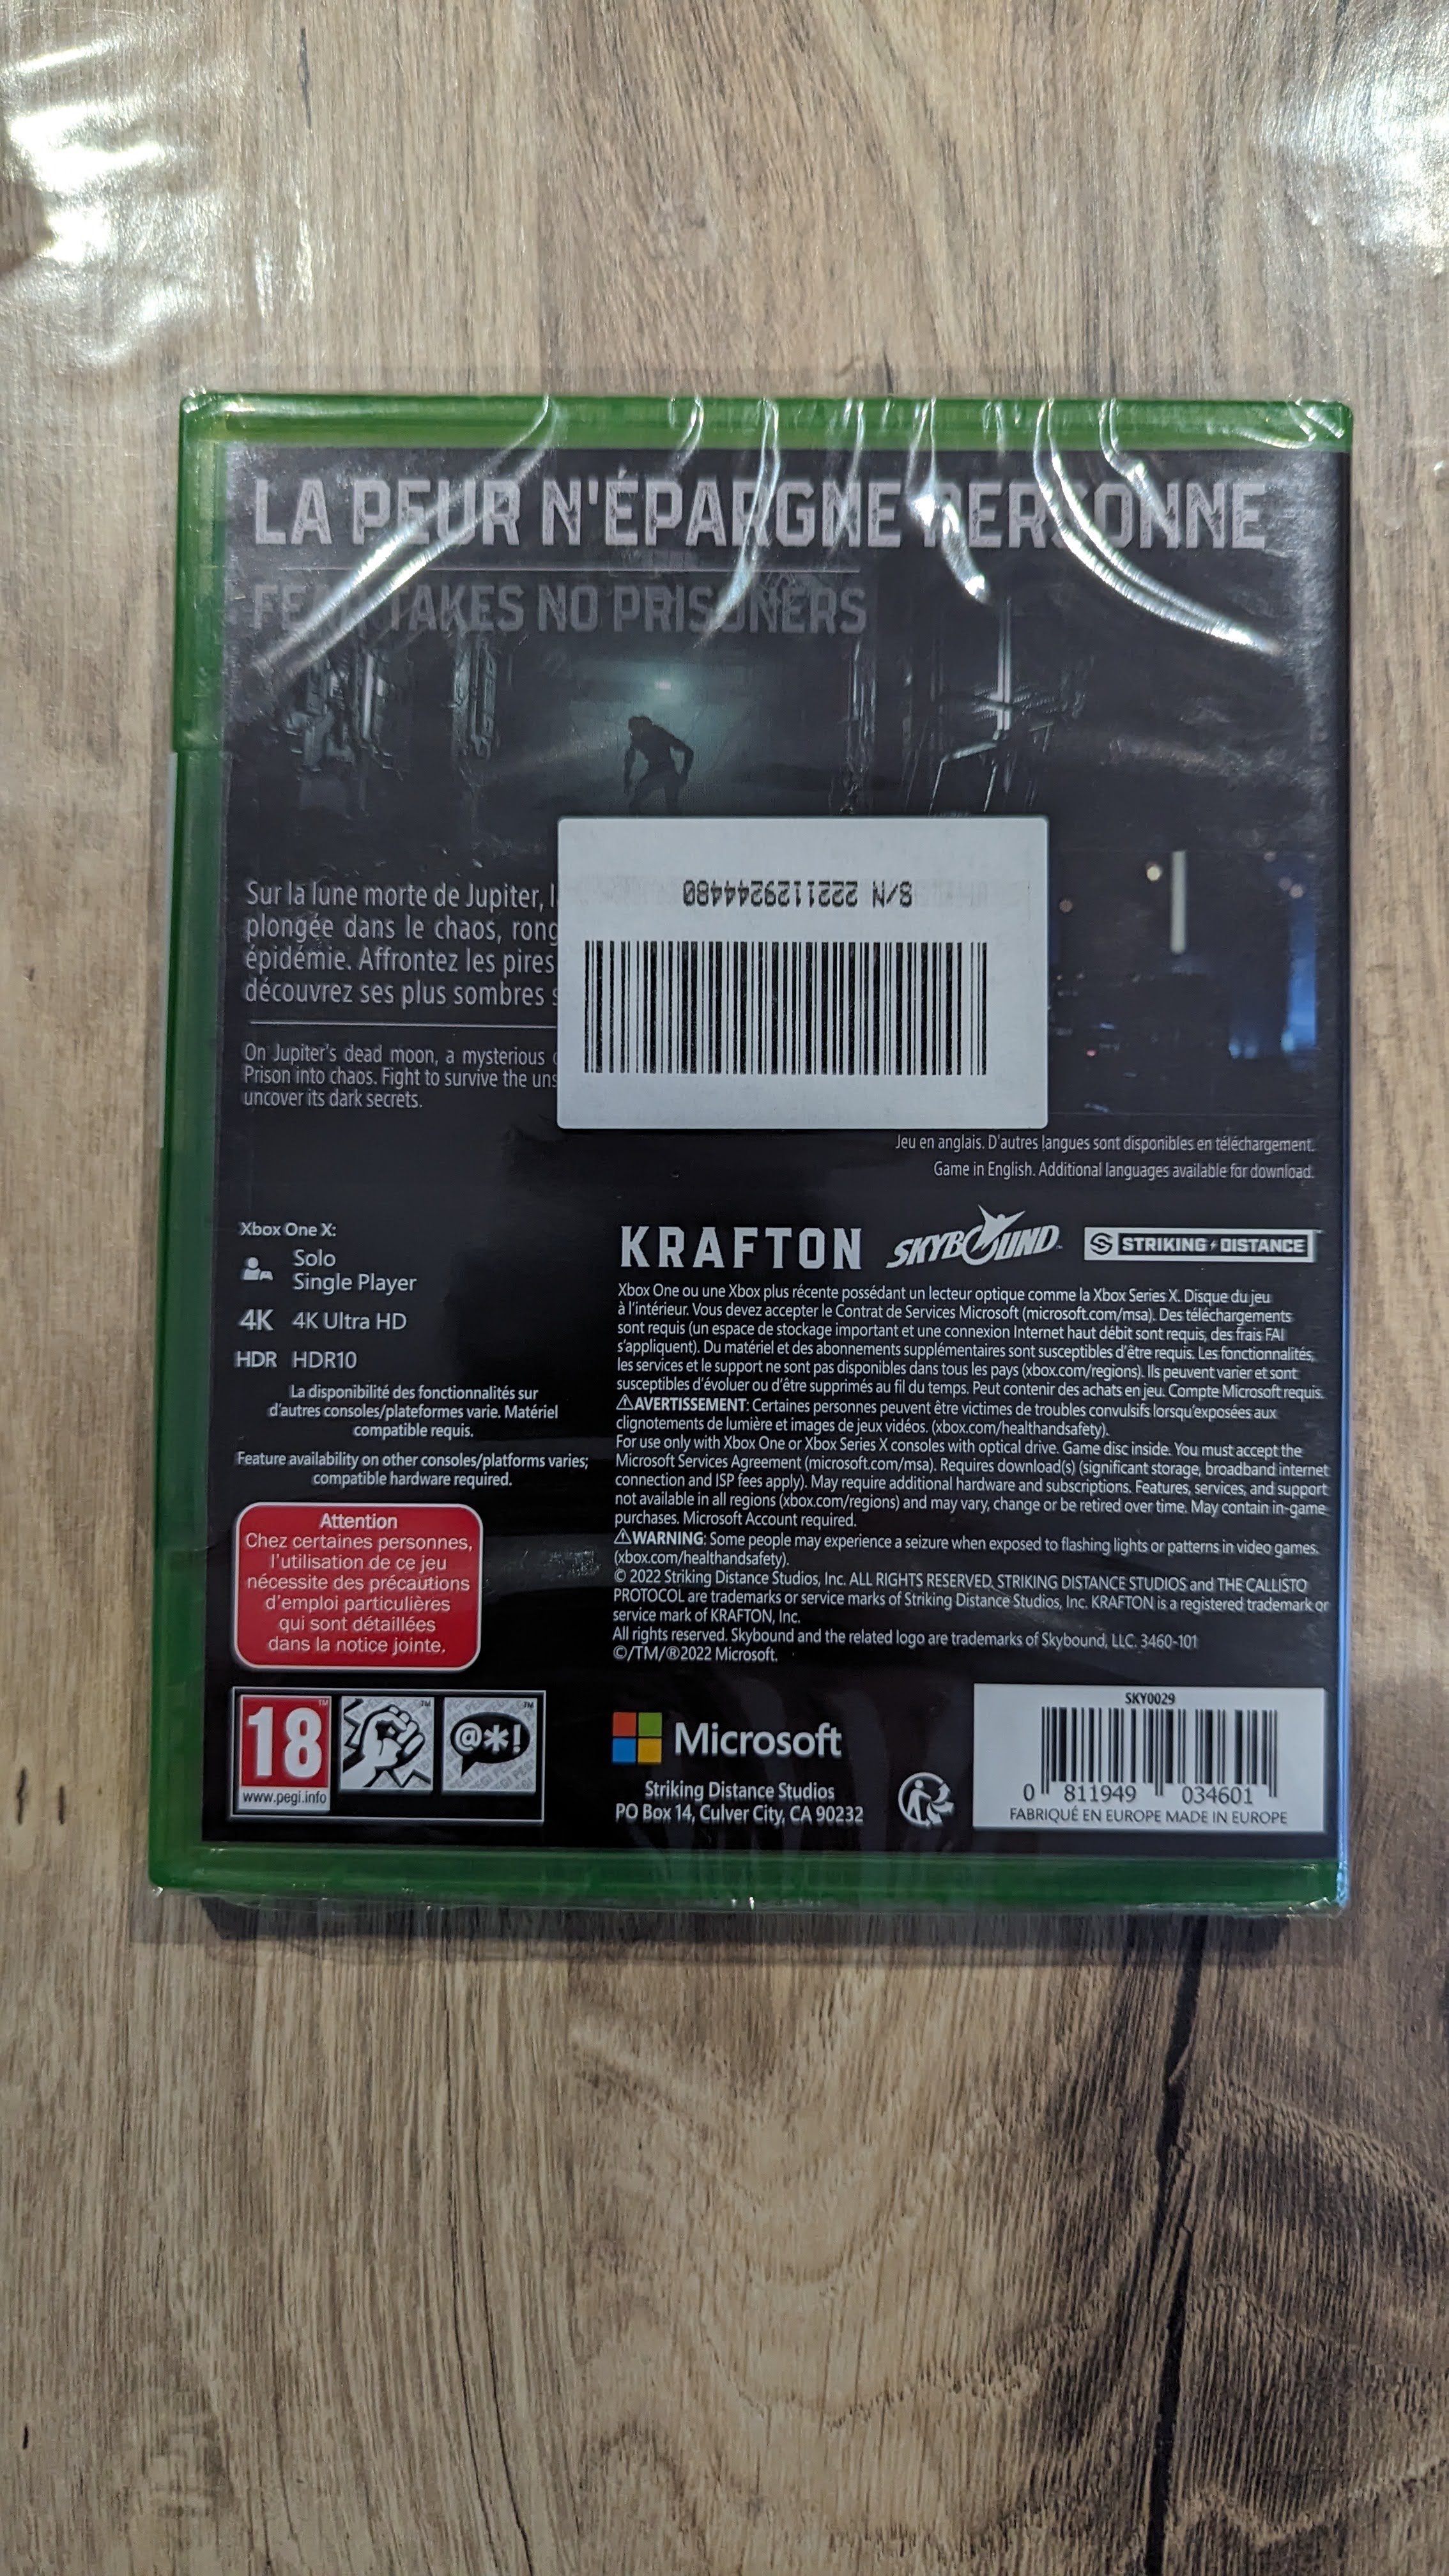 LA PEUR N'ÉPARGNE PERSONNE
FEAR TAKES NO PRISONERS
S/N 22211292444480
Sur la lune morte de Jupiter,
plongée dans le chaos,
épidémie. Affrontez les pires
découvrez ses plus sombres
On Jupiter's dead moon, a mysterious
Prison into chaos. Fight to survive the
uncover its dark secrets.
Jeu en anglais. D'autres langues sont disponibles en téléchargement.
Game in English. Additional languages available for download.
Xbox One X:
Solo
Single Player
4K 4K Ultra HD
HDR HDR10
La disponibilité des fonctionnalités sur
d'autres consoles/plateformes varie. Matériel
compatible requis.
Feature availability on other consoles/platforms varies;
compatible hardware required.
Attention
Chez certaines personnes,
l'utilisation de ce jeu
nécessite des précautions
d'emploi particulières
qui sont détaillées
dans la notice jointe.
18
www.pegi.info
@*!
KRAFTON SKYBOUND STRIKING DISTANCE
Xbox One ou une Xbox plus récente possédant un lecteur optique comme la Xbox Series X. Disque du jeu
à l'intérieur. Vous devez accepter le Contrat de Services Microsoft (microsoft.com/msa). Des téléchargements
sont requis (un espace de stockage important et une connexion Internet haut débit sont requis, des frais FAI
s'appliquent). Du matériel et des abonnements supplémentaires sont susceptibles d'être requis. Les fonctionnalités,
les services et le support ne sont pas disponibles dans tous les pays (xbox.com/regions). Ils peuvent varier et sont
susceptibles d'évoluer ou d'être supprimés au fil du temps. Peut contenir des achats en jeu. Compte Microsoft requis.
⚠AVERTISSEMENT: Certaines personnes peuvent être victimes de troubles convulsifs lorsqu'exposées aux
clignotements de lumière et images de jeux vidéos. (xbox.com/healthandsafety).
For use only with Xbox One or Xbox Series X consoles with optical drive. Game disc inside. You must accept the
Microsoft Services Agreement (microsoft.com/msa). Requires download(s) (significant storage, broadband internet
connection and ISP fees apply). May require additional hardware and subscriptions. Features, services, and support
not available in all regions (xbox.com/regions) and may vary, change or be retired over time. May contain in-game
purchases. Microsoft Account required.
⚠WARNING: Some people may experience a seizure when exposed to flashing lights or patterns in video games.
(xbox.com/healthandsafety).
© 2022 Striking Distance Studios, Inc. ALL RIGHTS RESERVED. STRIKING DISTANCE STUDIOS and THE CALLISTO
PROTOCOL are trademarks or service marks of Striking Distance Studios, Inc. KRAFTON is a registered trademark or
service mark of KRAFTON, Inc.
All rights reserved. Skybound and the related logo are trademarks of Skybound, LLC. 3460-101
©/TM/®2022 Microsoft.
Microsoft
Striking Distance Studios
PO Box 14, Culver City, CA 90232
SKY0029
0 811949 034601
FABRIQUÉ EN EUROPE MADE IN EUROPE